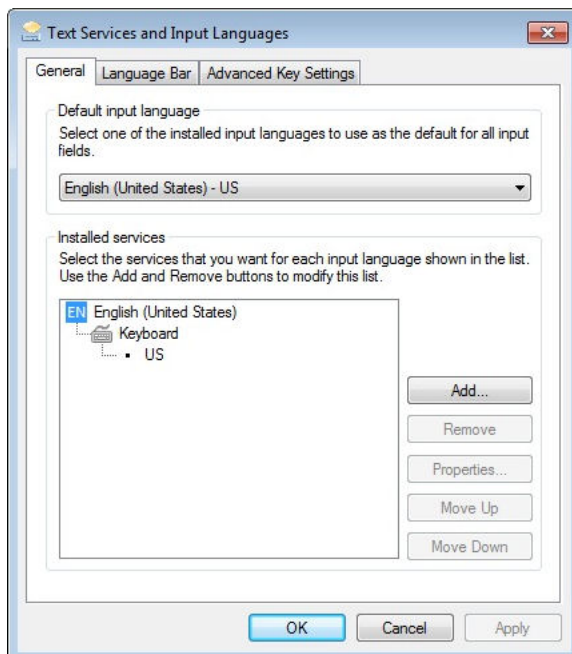 Text Services and Input Languages
General Language Bar Advanced Key Settings
Default input language
Select one of the installed input languages to use as the default for all input
fields.
English (United States) - US
Installed services
Select the services that you want for each input language shown in the list.
Use the Add and Remove buttons to modify this list.
EN English (United States)
Keyboard
US
Add...
Remove
Properties...
Move Up
Move Down
OK Cancel Apply